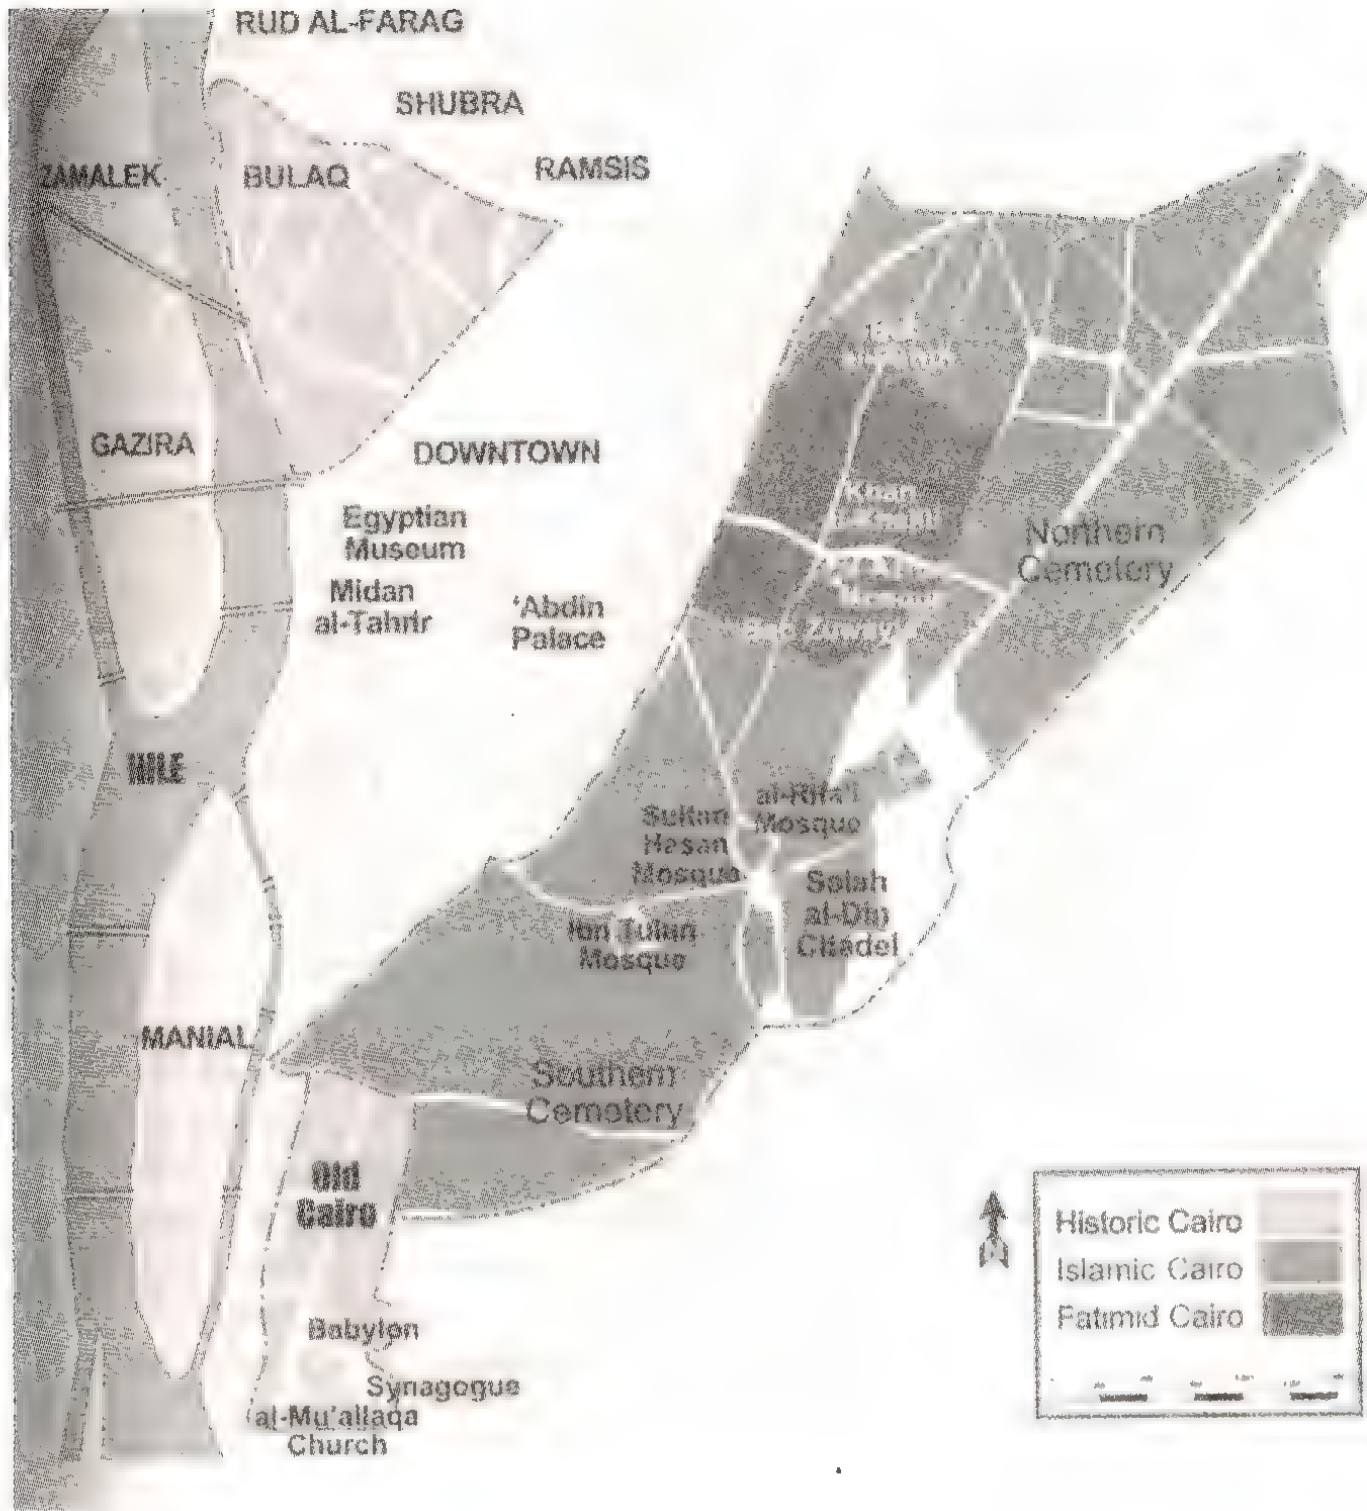 RUD AL-FARAG
SHUBRA
RAMSIS
ZAMALEK
BULAQ
GAZIRA
DOWNTOWN
Egyptian
Museum
Midan
al-Tahrir
'Abdin
Palace
Khan
Northern
Cemetery
NILE
al-Rifa'i
Mosque
Sultan
Hasan
Mosque
Salah
al-Din
Citadel
Ibn Tulun
Mosque
MANIAL
Southern
Cemetery
Old
Cairo
Babylon
Synagogue
al-Mu'allaqa
Church
Historic Cairo
Islamic Cairo
Fatimid Cairo